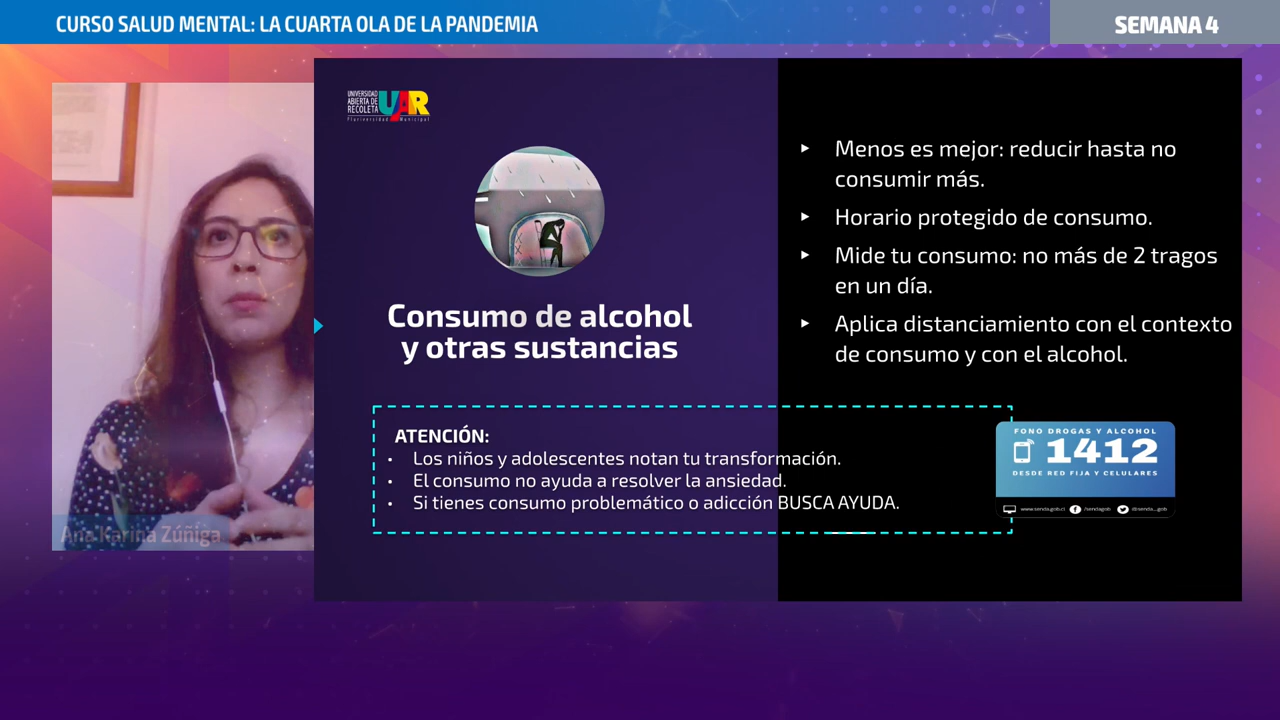 CURSO SALUD MENTAL: LA CUARTA OLA DE LA PANDEMIA
SEMANA 4
UNIVERSIDAD
ABIERTA DE
RECOLETA
UAR
Pluriversidad Municipal
Consumo de alcohol
y otras sustancias
Menos es mejor: reducir hasta no
consumir más.
Horario protegido de consumo.
Mide tu consumo: no más de 2 tragos
en un día.
Aplica distanciamiento con el contexto
de consumo y con el alcohol.
ATENCIÓN:
• Los niños y adolescentes notan tu transformación.
• El consumo no ayuda a resolver la ansiedad.
• Si tienes consumo problemático o adicción BUSCA AYUDA.
FONO DROGAS Y ALCOHOL
1412
DESDE RED FIJA Y CELULARES
www.senda.gob.cl /sendagob @senda_gob
Ana Karina Zúñiga